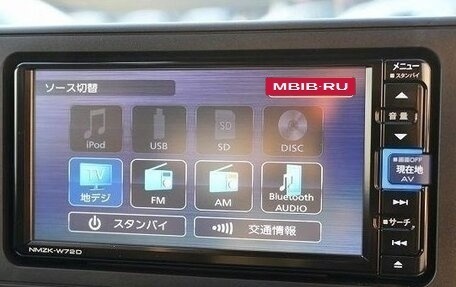 メニュー
■スタンバイ
ソース切替
MBIB-RU
音量
iPod
USB
SD
SD
DISC
■画面OFF
現在地
AV
TV
地デジ
FM
AM
Bluetooth
AUDIO
サーチ
スタンバイ
交通情報
NMZK-W72D